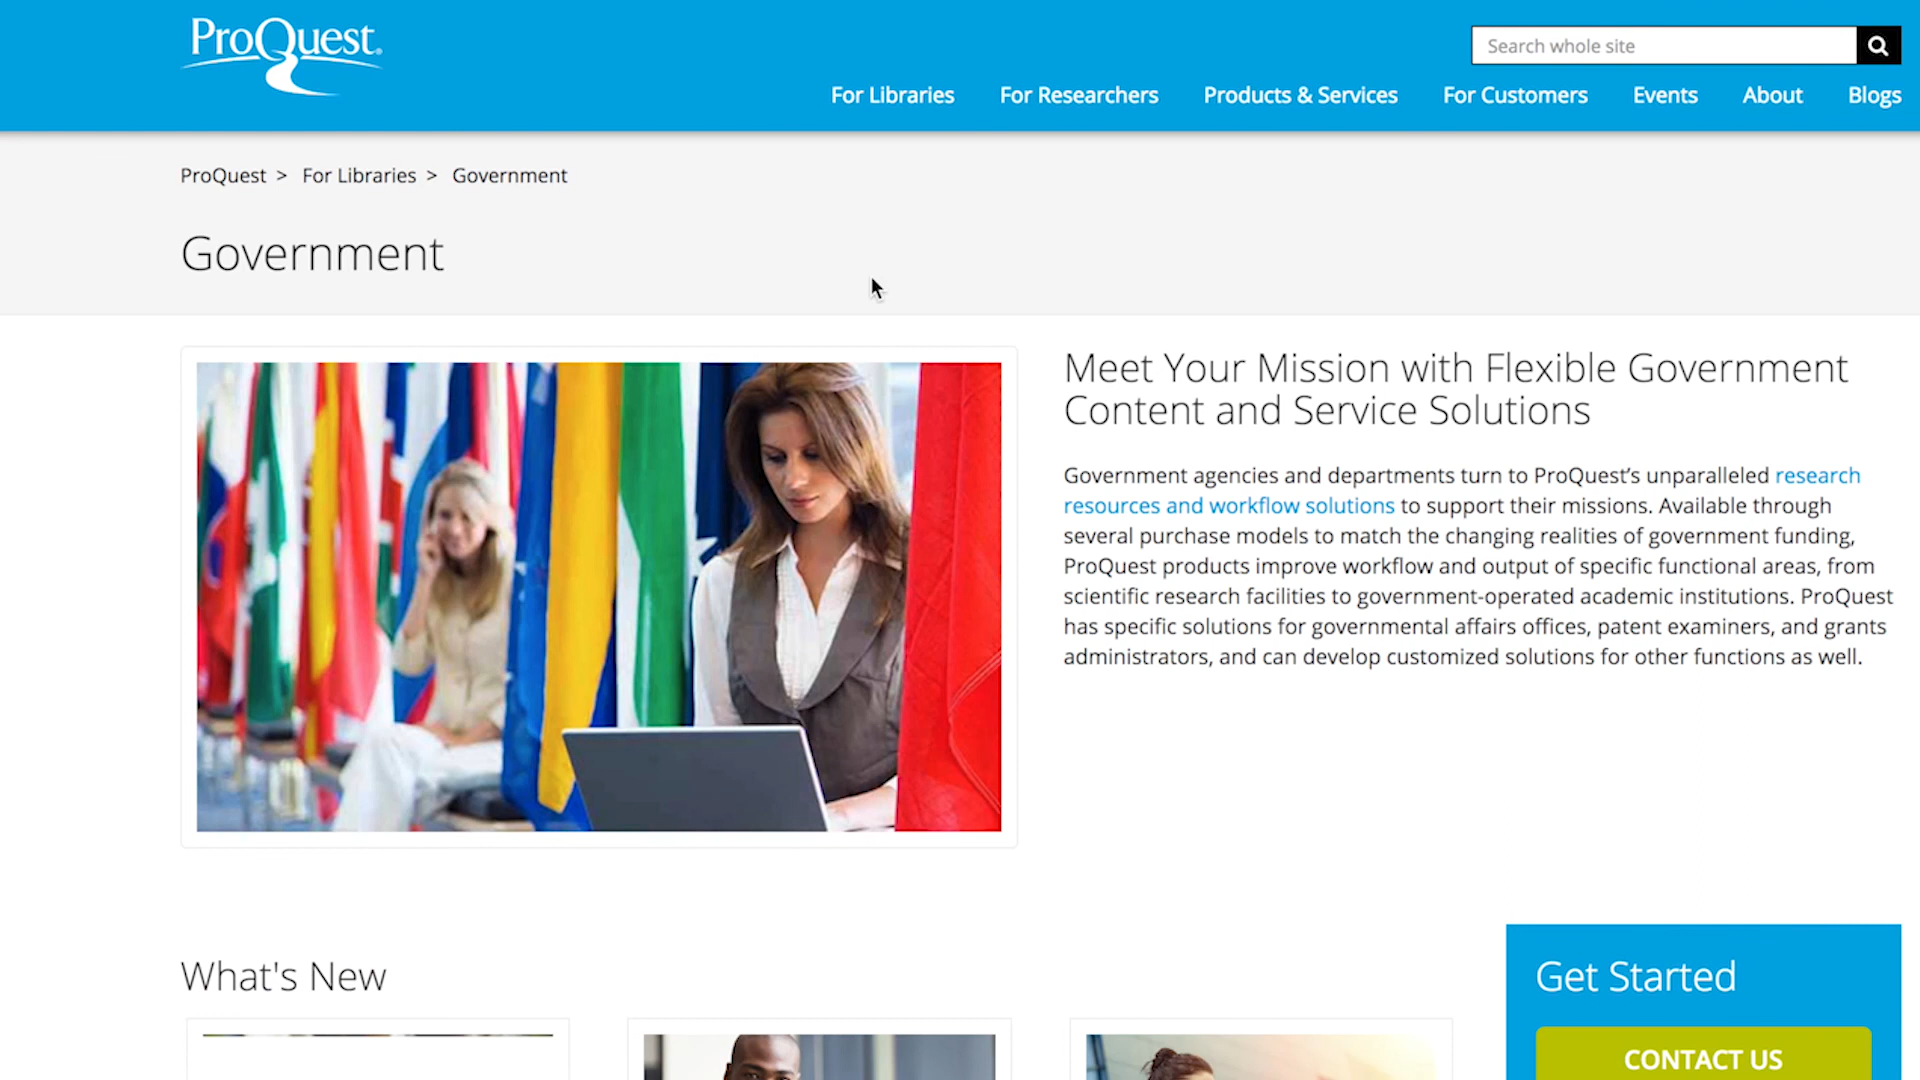 ProQuest
Search whole site
For Libraries For Researchers Products & Services For Customers Events About Blogs
ProQuest > For Libraries > Government
Government
Meet Your Mission with Flexible Government
Content and Service Solutions
Government agencies and departments turn to ProQuest’s unparalleled research
resources and workflow solutions to support their missions. Available through
several purchase models to match the changing realities of government funding,
ProQuest products improve workflow and output of specific functional areas, from
scientific research facilities to government-operated academic institutions. ProQuest
has specific solutions for governmental affairs offices, patent examiners, and grants
administrators, and can develop customized solutions for other functions as well.
What's New
Get Started
CONTACT US